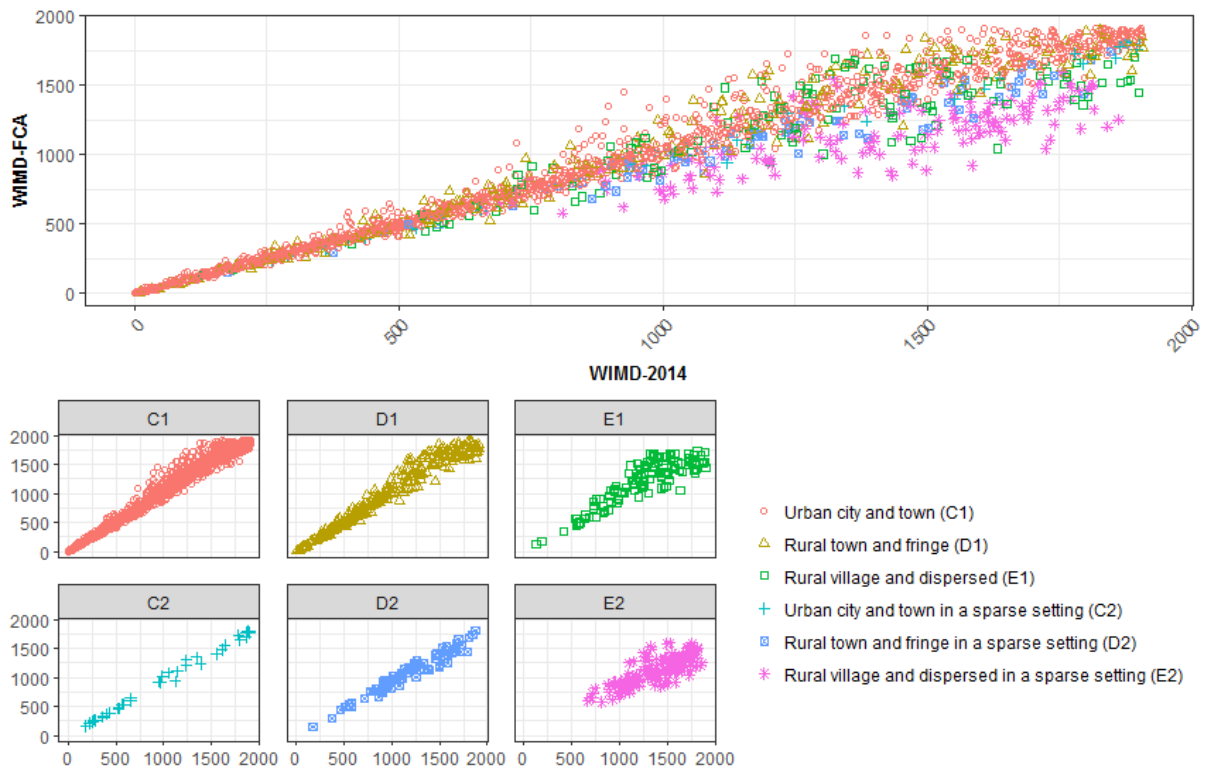 2000
1500
1000
500
0
WIMD-FCA
0 500 1000 1500 2000
WIMD-2014
C1 D1 E1
2000
1500
1000
500
0
C2 D2 E2
2000
1500
1000
500
0
0 500 1000 1500 2000 0 500 1000 1500 2000 0 500 1000 1500 2000
Urban city and town (C1)
Rural town and fringe (D1)
Rural village and dispersed (E1)
Urban city and town in a sparse setting (C2)
Rural town and fringe in a sparse setting (D2)
Rural village and dispersed in a sparse setting (E2)